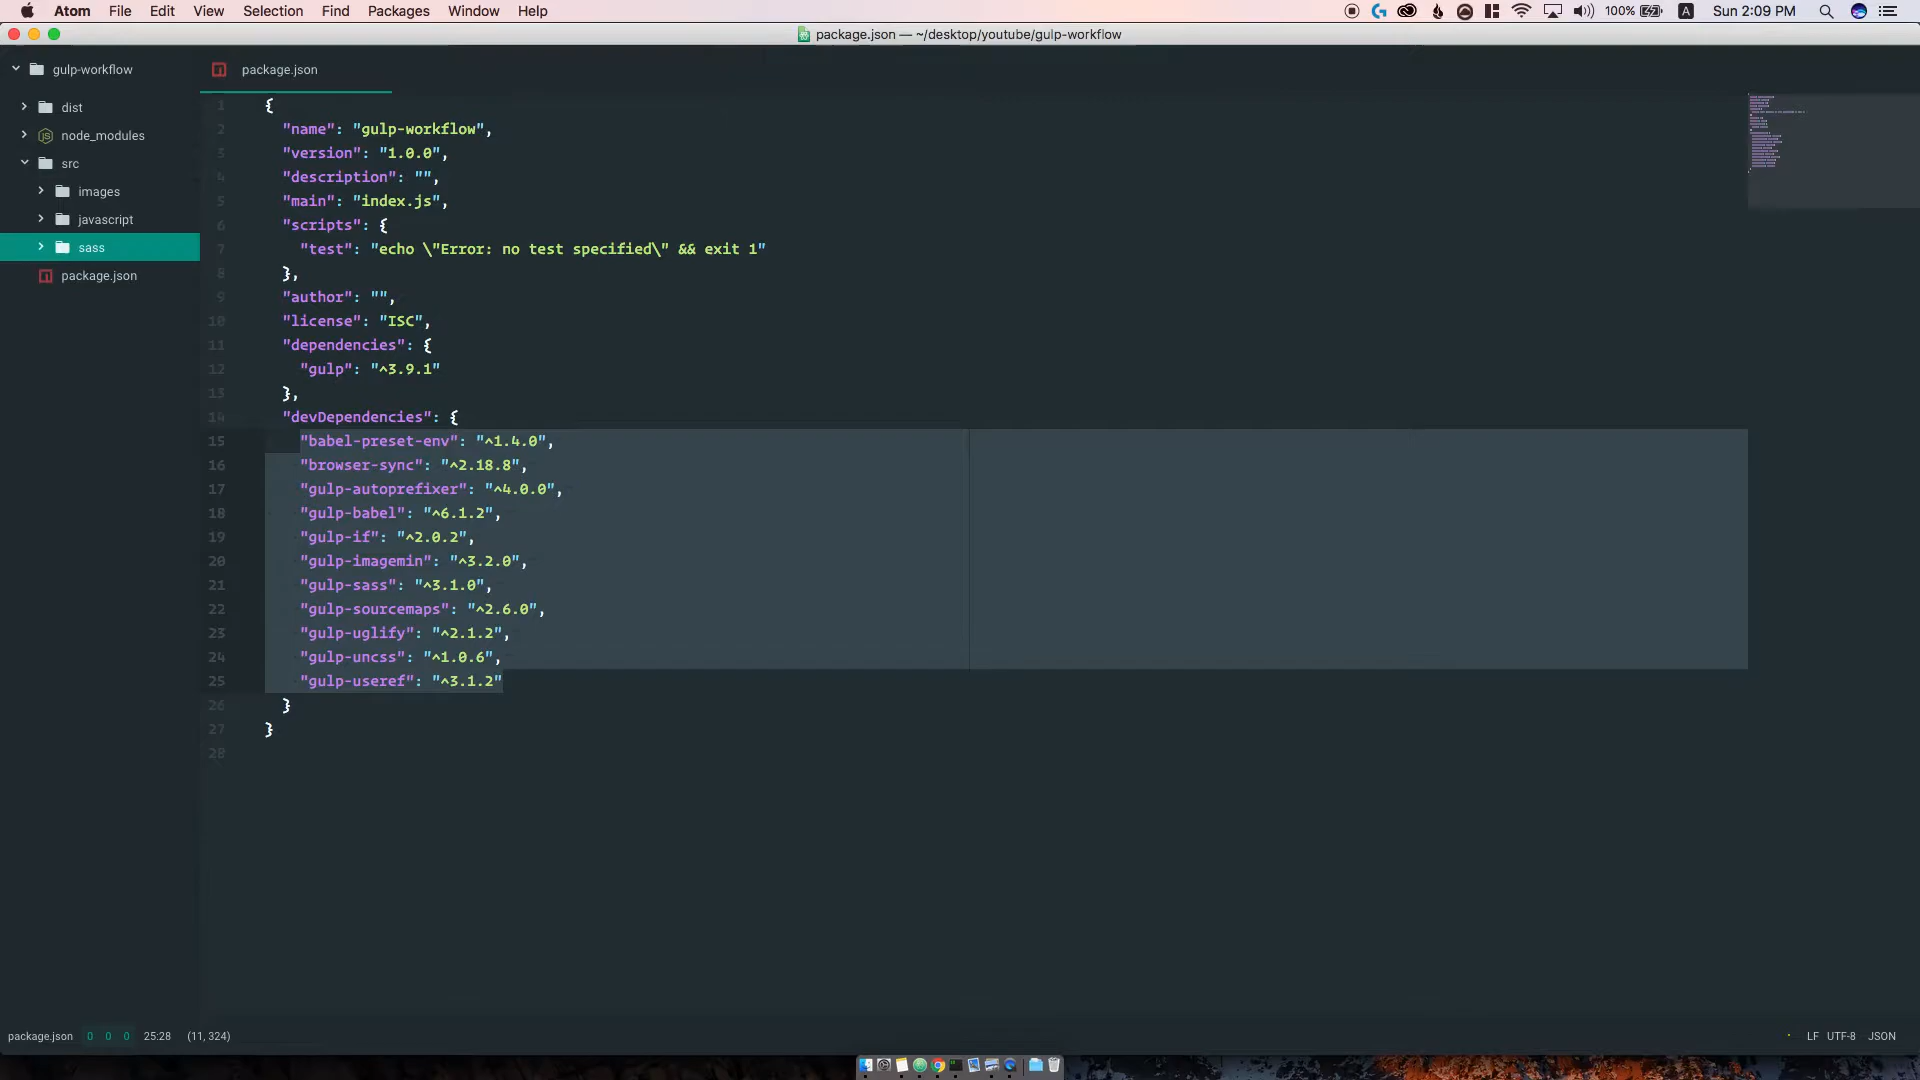 Atom File Edit View Selection Find Packages Window Help 100% A Sun 2:09 PM
package.json — ~/desktop/youtube/gulp-workflow
gulp-workflow
dist
node_modules
src
images
javascript
sass
package.json
package.json
1 {
2 "name": "gulp-workflow",
3 "version": "1.0.0",
4 "description": "",
5 "main": "index.js",
6 "scripts": {
7 "test": "echo \"Error: no test specified\" && exit 1"
8 },
9 "author": "",
10 "license": "ISC",
11 "dependencies": {
12 "gulp": "^3.9.1"
13 },
14 "devDependencies": {
15 "babel-preset-env": "^1.4.0",
16 "browser-sync": "^2.18.8",
17 "gulp-autoprefixer": "^4.0.0",
18 "gulp-babel": "^6.1.2",
19 "gulp-if": "^2.0.2",
20 "gulp-imagemin": "^3.2.0",
21 "gulp-sass": "^3.1.0",
22 "gulp-sourcemaps": "^2.6.0",
23 "gulp-uglify": "^2.1.2",
24 "gulp-uncss": "^1.0.6",
25 "gulp-useref": "^3.1.2"
26 }
27 }
28
package.json 0 0 0 25:28 (11, 324) LF UTF-8 JSON